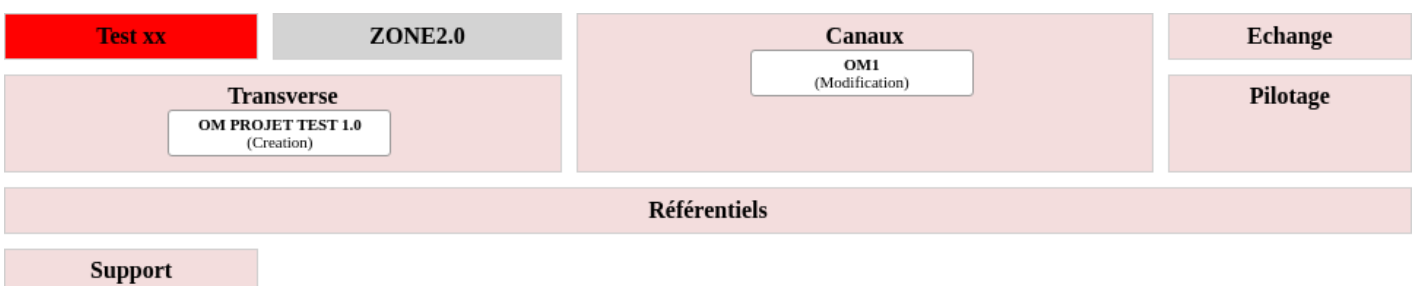 Test xx
ZONE2.0
Canaux
OM1
(Modification)
Echange
Transverse
OM PROJET TEST 1.0
(Creation)
Pilotage
Référentiels
Support